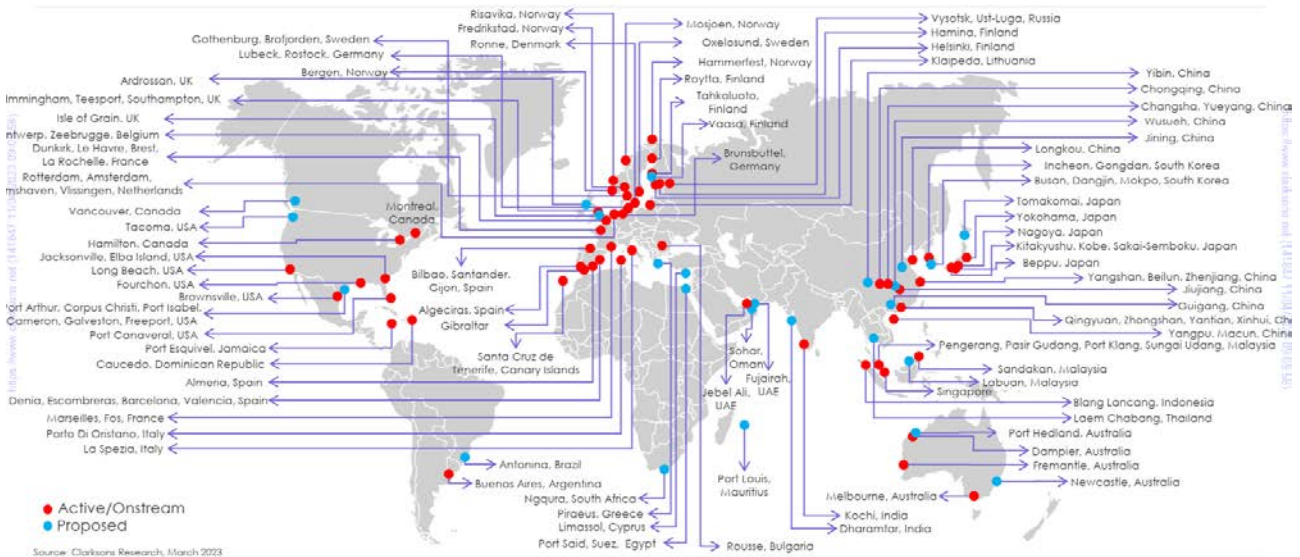 Risavika, Norway
Fredrikstad, Norway
Ronne, Denmark
Gothenburg, Brofjorden, Sweden
Lubeck, Rostock, Germany
Bergen, Norway
Ardrossan, UK
Immingham, Teesport, Southampton, UK
Isle of Grain, UK
ntwerp, Zeebrugge, Belgium
Dunkirk, Le Havre, Brest,
La Rochelle, France
Rotterdam, Amsterdam,
mshaven, Vlissingen, Netherlands
Vancouver, Canada
Tacoma, USA
Hamilton, Canada
Jacksonville, Elba Island, USA
Long Beach, USA
Fourchon, USA
Brownsville, USA
ort Arthur, Corpus Christi, Port Isabel,
Cameron, Galveston, Freeport, USA
Port Canaveral, USA
Port Esquivel, Jamaica
Caucedo, Dominican Republic
Almeria, Spain
Denia, Escombreras, Barcelona, Valencia, Spain
Marseilles, Fos, France
Porto Di Oristano, Italy
La Spezia, Italy
Montreal,
Canada
Bilbao, Santander,
Gijon, Spain
Algeciras, Spain
Gibraltar
Santa Cruz de
Tenerife, Canary Islands
Mosjoen, Norway
Oxelosund, Sweden
Hammerfest, Norway
Roytta, Finland
Tahkoluoto,
Finland
Vaasa, Finland
Brunsbuttel,
Germany
Vysotsk, Ust-Luga, Russia
Hamina, Finland
Helsinki, Finland
Klaipeda, Lithuania
Yibin, China
Chongqing, China
Changsha, Yueyang, China
Wusueh, China
Jining, China
Longkou, China
Incheon, Gongdan, South Korea
Busan, Dangjin, Mokpo, South Korea
Tomakomai, Japan
Yokohama, Japan
Nagoya, Japan
Kitakyushu, Kobe, Sakai-Semboku, Japan
Beppu, Japan
Yangshan, Beilun, Zhenjiang, China
Jiujiang, China
Guigang, China
Qingyuan, Zhongshan, Yantian, Xinhui, Ch
Yangpu, Macun, China
Pengerang, Pasir Gudang, Port Klang, Sungai Udang, Malaysia
Sandakan, Malaysia
Labuan, Malaysia
Singapore
Blang Lancang, Indonesia
Laem Chabang, Thailand
Port Hedland, Australia
Dampier, Australia
Fremantle, Australia
Newcastle, Australia
Melbourne, Australia
Kochi, India
Dharamtar, India
Sohar,
Oman
Fujairah,
UAE
Jebel Ali,
UAE
Port Louis,
Mauritius
Antonina, Brazil
Buenos Aires, Argentina
Ngqura, South Africa
Piraeus, Greece
Limassol, Cyprus
Port Said, Suez, Egypt
Rousse, Bulgaria
Active/Onstream
Proposed
Source: Clarksons Research, March 2023